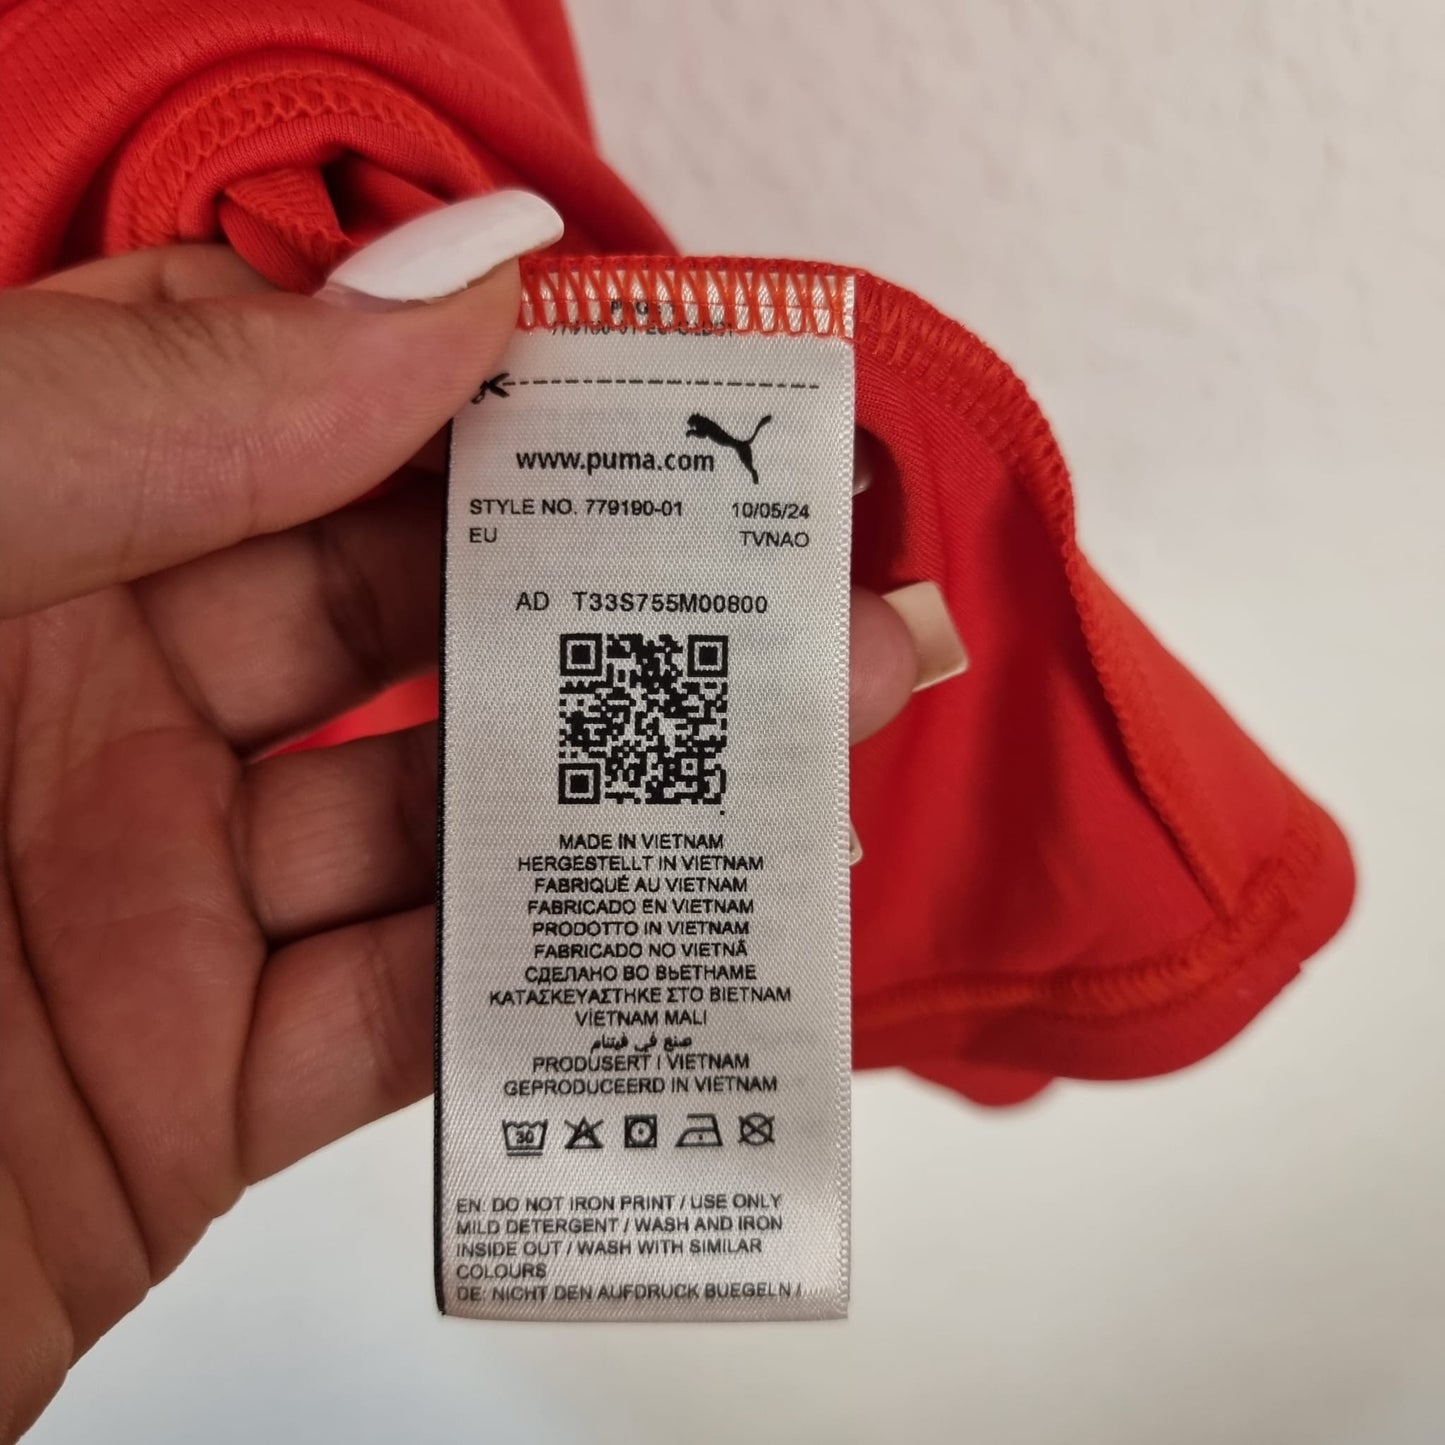 www.puma.com
STYLE NO. 779190-01 10/05/24
EU TVNAO
AD T33S755M00800
MADE IN VIETNAM
HERGESTELLT IN VIETNAM
FABRIQUÉ AU VIETNAM
FABRICADO EN VIETNAM
PRODOTTO IN VIETNAM
FABRICADO NO VIETNÃ
СДЕЛАНО ВО ВЬЕТНАМЕ
ΚΑΤΑΣΚΕΥΑΣΤΗΚΕ ΣΤΟ ΒΙΕΤΝΑΜ
VİETNAM MALI
صنع في فيتنام
PRODUSERT I VIETNAM
GEPRODUCEERD IN VIETNAM
30
EN: DO NOT IRON PRINT / USE ONLY
MILD DETERGENT / WASH AND IRON
INSIDE OUT / WASH WITH SIMILAR
COLOURS
DE: NICHT DEN AUFDRUCK BUEGELN /